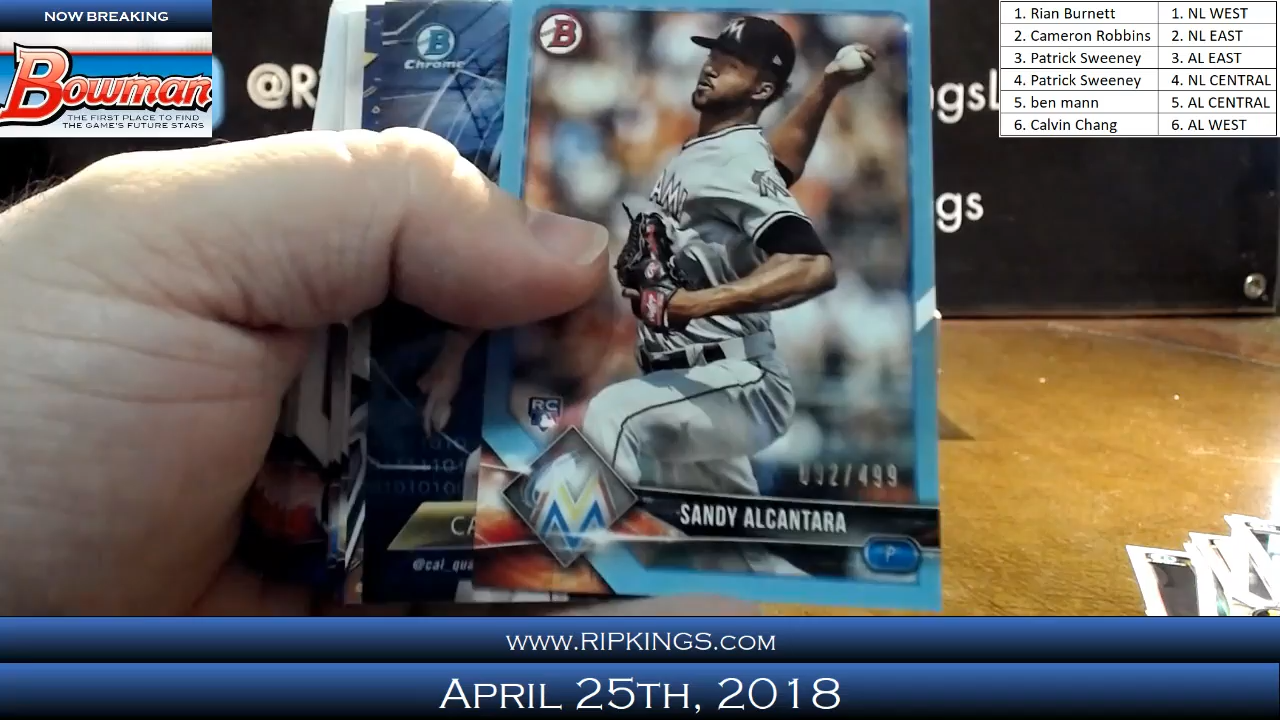 NOW BREAKING
Bowman
THE FIRST PLACE TO FIND
THE GAME'S FUTURE STARS
1. Rian Burnett 1. NL WEST
2. Cameron Robbins 2. NL EAST
3. Patrick Sweeney 3. AL EAST
4. Patrick Sweeney 4. NL CENTRAL
5. ben mann 5. AL CENTRAL
6. Calvin Chang 6. AL WEST
B
B
Chrome
M
RC
092/499
SANDY ALCANTARA
P
CA
@cal_qua
www.RIPKINGS.COM
APRIL 25TH, 2018